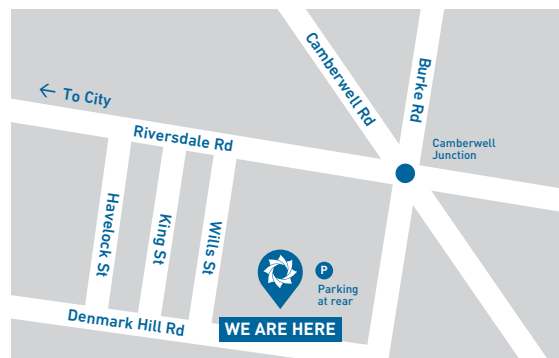 Camberwell Rd
Burke Rd
← To City
Riversdale Rd
Camberwell
Junction
Havelock St
King St
Wills St
P
Parking
at rear
Denmark Hill Rd
WE ARE HERE